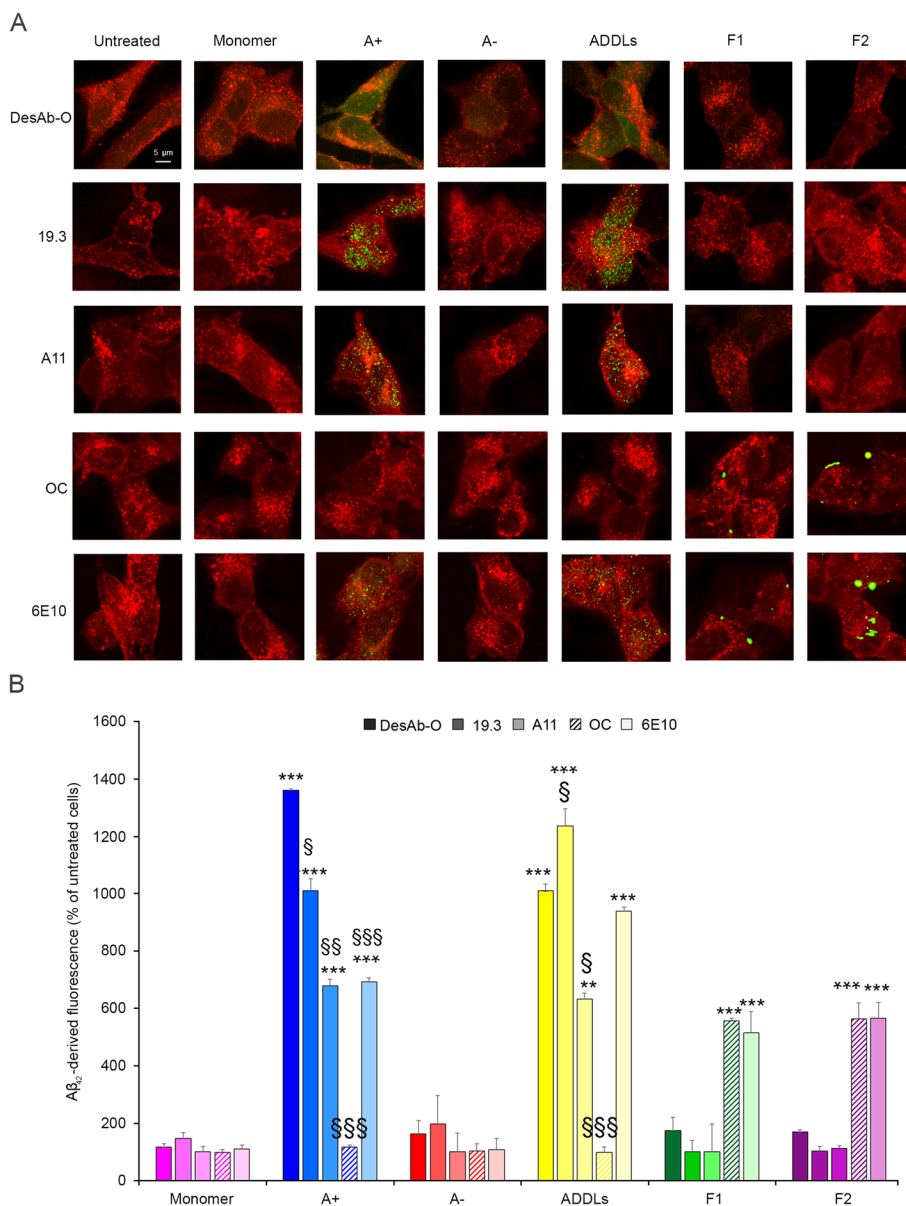 A
Untreated Monomer A+ A- ADDLs F1 F2
DesAb-O
5 µm
19.3
A11
OC
6E10
B
Aβ42-derived fluorescence (% of untreated cells)
1600
1400
1200
1000
800
600
400
200
0
DesAb-O 19.3 A11 OC 6E10
***
§
***
§§
***
§§§
§§§
***
***
***
§
§
**
§§§
***
***
***
***
***
Monomer A+ A- ADDLs F1 F2